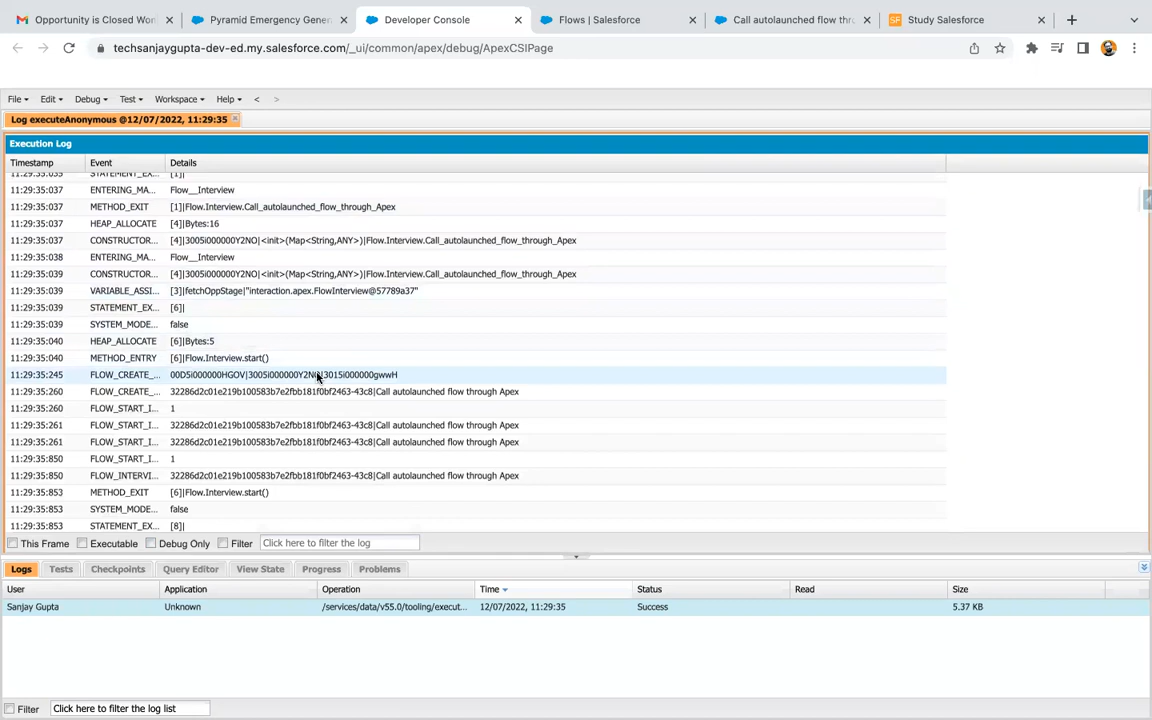 Opportunity is Closed Won
Pyramid Emergency Gener
Developer Console
Flows | Salesforce
Call autolaunched flow thr
Study Salesforce
techsanjaygupta-dev-ed.my.salesforce.com/_ui/common/apex/debug/ApexCSIPage
File Edit Debug Test Workspace Help < >
Log executeAnonymous @12/07/2022, 11:29:35
Execution Log
Timestamp Event Details
11:29:35:035 STATEMENT_EX... [1]|
11:29:35:037 ENTERING_MA... Flow__Interview
11:29:35:037 METHOD_EXIT [1]|Flow.Interview.Call_autolaunched_flow_through_Apex
11:29:35:037 HEAP_ALLOCATE [4]|Bytes:16
11:29:35:037 CONSTRUCTOR... [4]|3005i000000Y2NO|<init>(Map<String,ANY>)|Flow.Interview.Call_autolaunched_flow_through_Apex
11:29:35:038 ENTERING_MA... Flow__Interview
11:29:35:039 CONSTRUCTOR... [4]|3005i000000Y2NO|<init>(Map<String,ANY>)|Flow.Interview.Call_autolaunched_flow_through_Apex
11:29:35:039 VARIABLE_ASSI... [3]|fetchOppStage|"interaction.apex.FlowInterview@57789a37"
11:29:35:039 STATEMENT_EX... [6]|
11:29:35:039 SYSTEM_MODE... false
11:29:35:040 HEAP_ALLOCATE [6]|Bytes:5
11:29:35:040 METHOD_ENTRY [6]|Flow.Interview.start()
11:29:35:245 FLOW_CREATE_... 00D5i000000HGOV|3005i000000Y2NO|3015i000000gwwH
11:29:35:260 FLOW_CREATE_... 32286d2c01e219b100583b7e2fbb181f0bf2463-43c8|Call autolaunched flow through Apex
11:29:35:260 FLOW_START_I... 1
11:29:35:261 FLOW_START_I... 32286d2c01e219b100583b7e2fbb181f0bf2463-43c8|Call autolaunched flow through Apex
11:29:35:261 FLOW_START_I... 32286d2c01e219b100583b7e2fbb181f0bf2463-43c8|Call autolaunched flow through Apex
11:29:35:850 FLOW_START_I... 1
11:29:35:850 FLOW_INTERVI... 32286d2c01e219b100583b7e2fbb181f0bf2463-43c8|Call autolaunched flow through Apex
11:29:35:853 METHOD_EXIT [6]|Flow.Interview.start()
11:29:35:853 SYSTEM_MODE... false
11:29:35:853 STATEMENT_EX... [8]|
This Frame Executable Debug Only Filter Click here to filter the log
Logs Tests Checkpoints Query Editor View State Progress Problems
User Application Operation Time Status Read Size
Sanjay Gupta Unknown /services/data/v55.0/tooling/execut... 12/07/2022, 11:29:35 Success 5.37 KB
Filter Click here to filter the log list